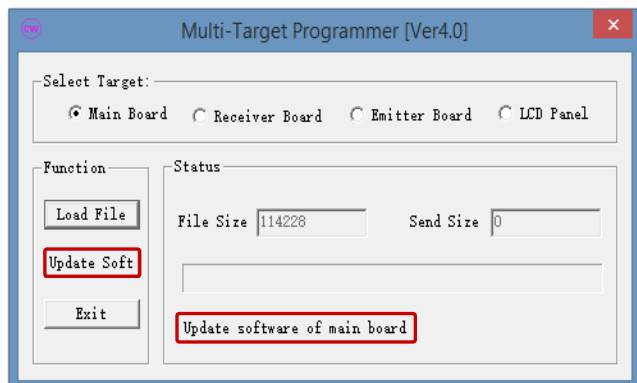 CW Multi-Target Programmer [Ver4.0] ×
Select Target:
Main Board Receiver Board Emitter Board LCD Panel
Function
Status
Load File
File Size 114228 Send Size 0
Update Soft
Exit
Update software of main board